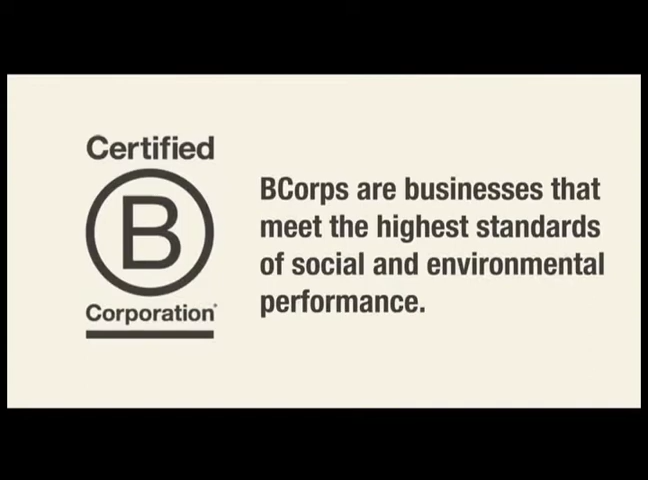 Certified
B
Corporation
BCorps are businesses that
meet the highest standards
of social and environmental
performance.